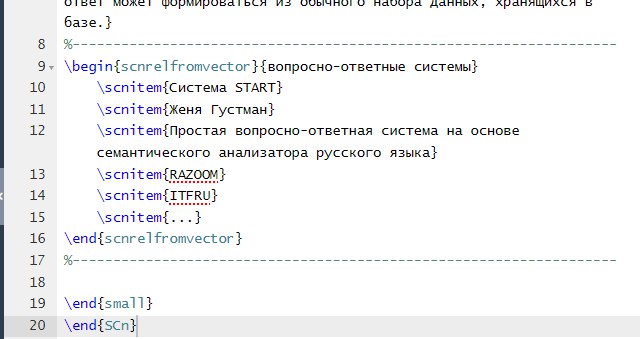 ответ может формироваться из обычного набора данных, хранящихся в
базе.}
8 %------------------------------------------------------------------
9 \begin{scnrelfromvector}{вопросно-ответные системы}
10 \scnitem{Система START}
11 \scnitem{Женя Густман}
12 \scnitem{Простая вопросно-ответная система на основе
семантического анализатора русского языка}
13 \scnitem{RAZOOM}
14 \scnitem{ITFRU}
15 \scnitem{...}
16 \end{scnrelfromvector}
17 %------------------------------------------------------------------
18
19 \end{small}
20 \end{SCn}